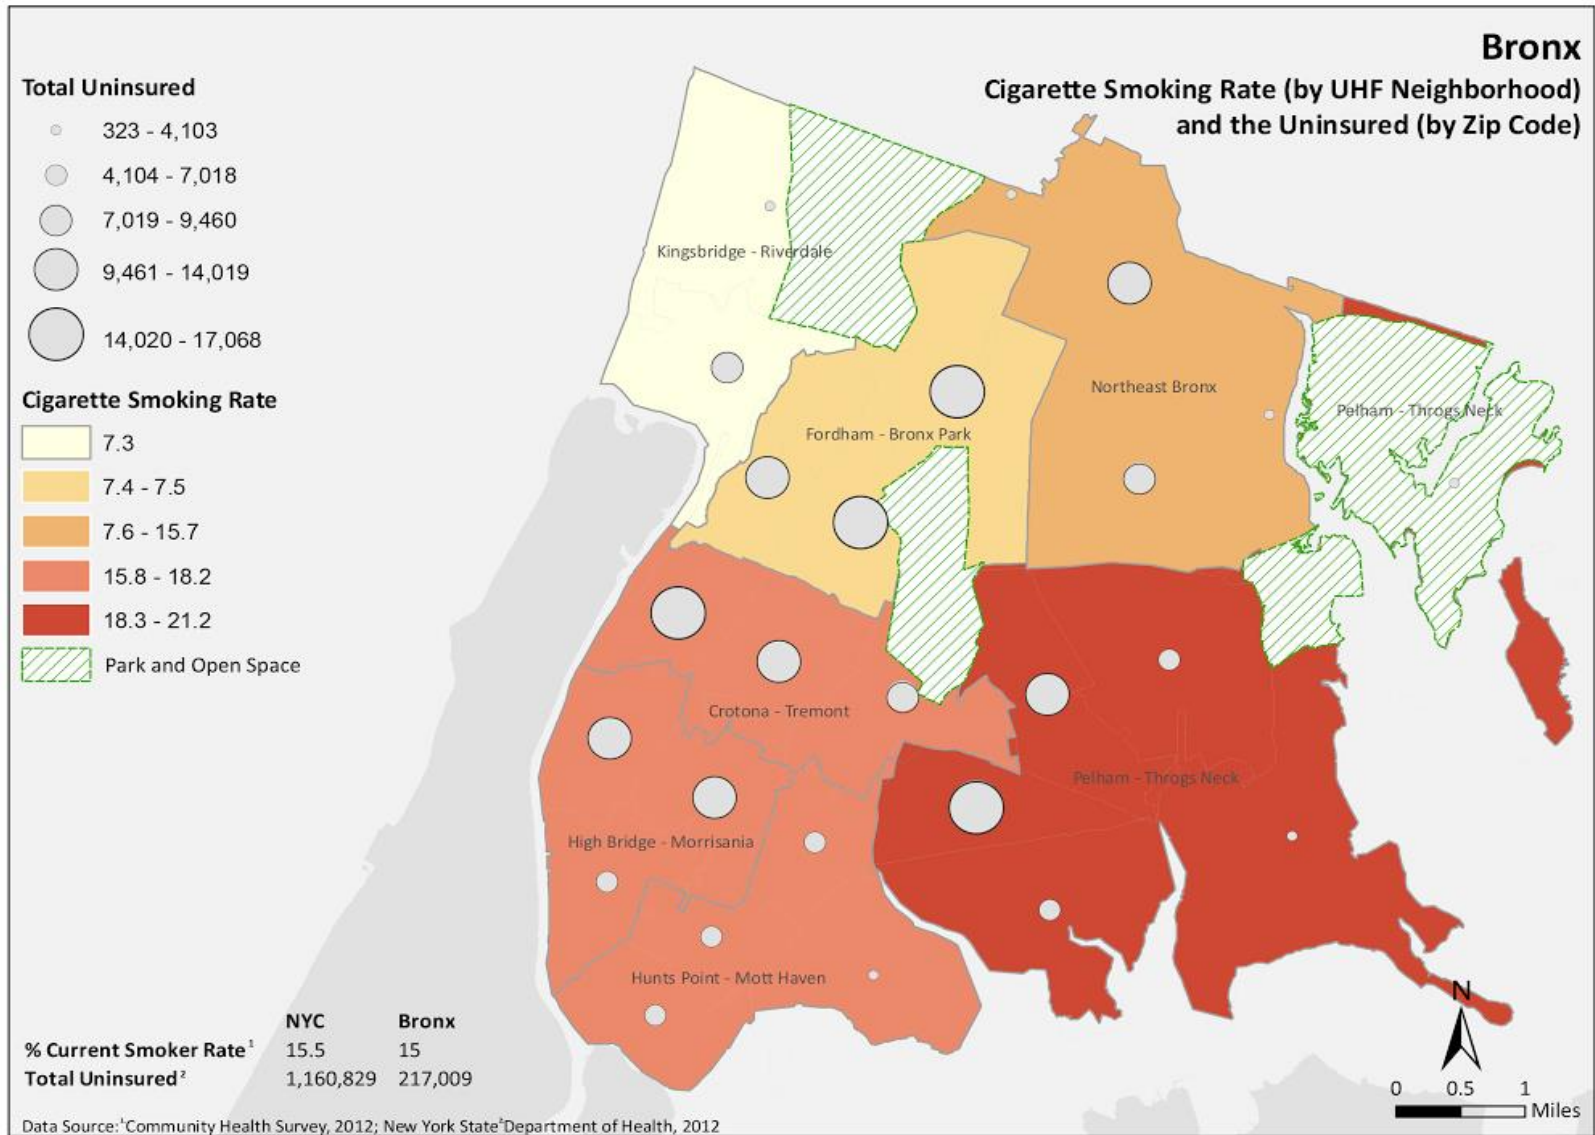 Bronx
Cigarette Smoking Rate (by UHF Neighborhood)
and the Uninsured (by Zip Code)
Total Uninsured
323 - 4,103
4,104 - 7,018
7,019 - 9,460
9,461 - 14,019
14,020 - 17,068
Cigarette Smoking Rate
7.3
7.4 - 7.5
7.6 - 15.7
15.8 - 18.2
18.3 - 21.2
Park and Open Space
Kingsbridge - Riverdale
Northeast Bronx
Pelham - Throgs Neck
Fordham - Bronx Park
Crotona - Tremont
Pelham - Throgs Neck
High Bridge - Morrisania
Hunts Point - Mott Haven
NYC Bronx
% Current Smoker Rate¹ 15.5 15
Total Uninsured² 1,160,829 217,009
N
0 0.5 1
Miles
Data Source:¹Community Health Survey, 2012; New York State²Department of Health, 2012